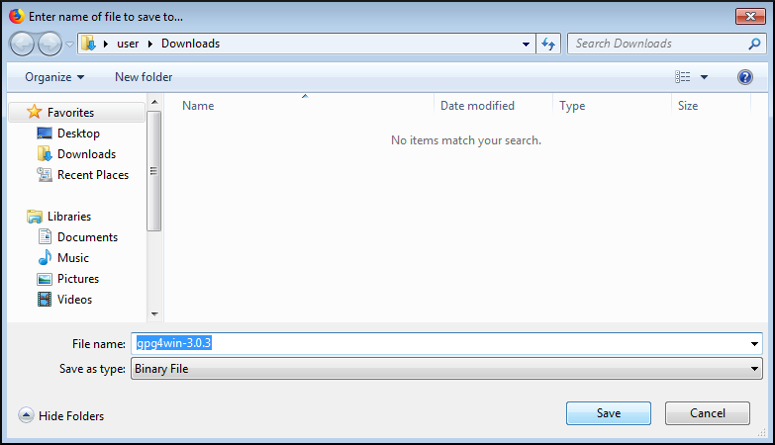 Enter name of file to save to...
user Downloads
Search Downloads
Organize New folder
Name Date modified Type Size
No items match your search.
Favorites
Desktop
Downloads
Recent Places
Libraries
Documents
Music
Pictures
Videos
File name: gpg4win-3.0.3
Save as type: Binary File
Hide Folders Save Cancel